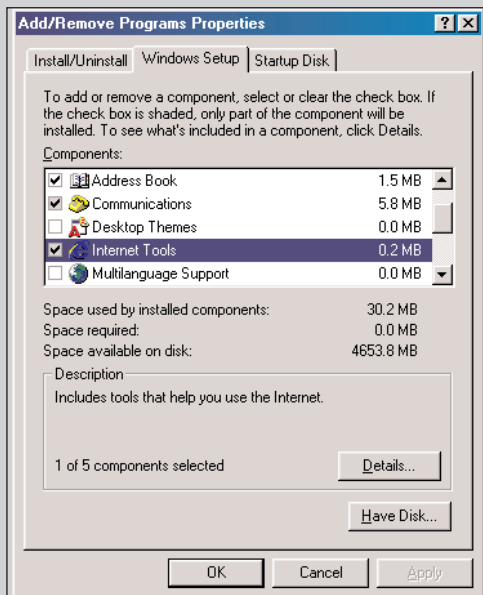 Add/Remove Programs Properties
Install/Uninstall Windows Setup Startup Disk
To add or remove a component, select or clear the check box. If
the check box is shaded, only part of the component will be
installed. To see what's included in a component, click Details.
Components:
Address Book 1.5 MB
Communications 5.8 MB
Desktop Themes 0.0 MB
Internet Tools 0.2 MB
Multilanguage Support 0.0 MB
Space used by installed components: 30.2 MB
Space required: 0.0 MB
Space available on disk: 4653.8 MB
Description
Includes tools that help you use the Internet.
1 of 5 components selected Details...
Have Disk...
OK Cancel Apply